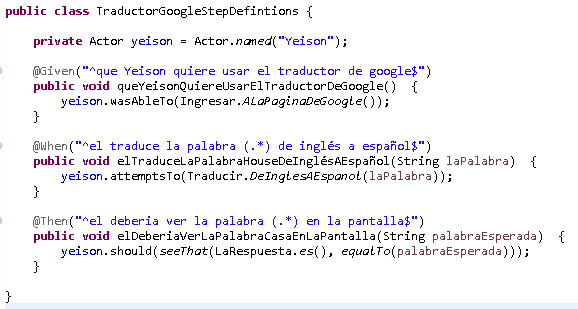 public class TraductorGoogleStepDefintions {
private Actor yeison = Actor.named("Yeison");
@Given("^que Yeison quiere usar el traductor de google$")
public void queYeisonQuiereUsarElTraductorDeGoogle()  {
yeison.wasAbleTo(Ingresar.ALaPaginaDeGoogle());
}
@When("^el traduce la palabra (.*) de inglés a español$")
public void elTraduceLaPalabraHouseDeInglésAEspañol(String laPalabra)  {
yeison.attemptsTo(Traducir.DeInglesAEspanol(laPalabra));
}
@Then("^el deberia ver la palabra (.*) en la pantalla$")
public void elDeberiaVerLaPalabraCasaEnLaPantalla(String palabraEsperada)  {
yeison.should(seeThat(LaRespuesta.es(), equalTo(palabraEsperada)));
}
}